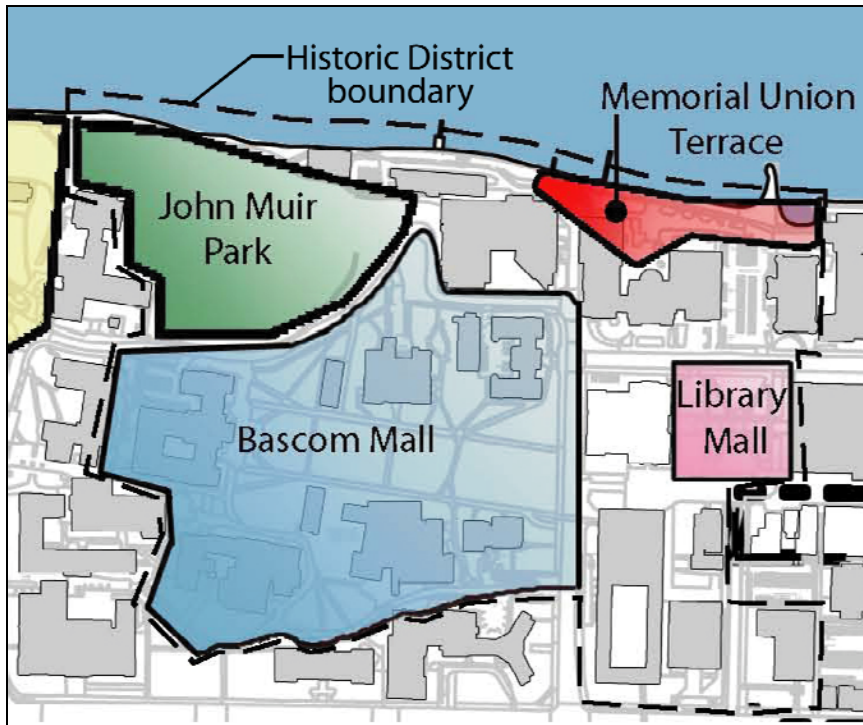 Historic District
boundary
Memorial Union
Terrace
John Muir
Park
Bascom Mall
Library
Mall